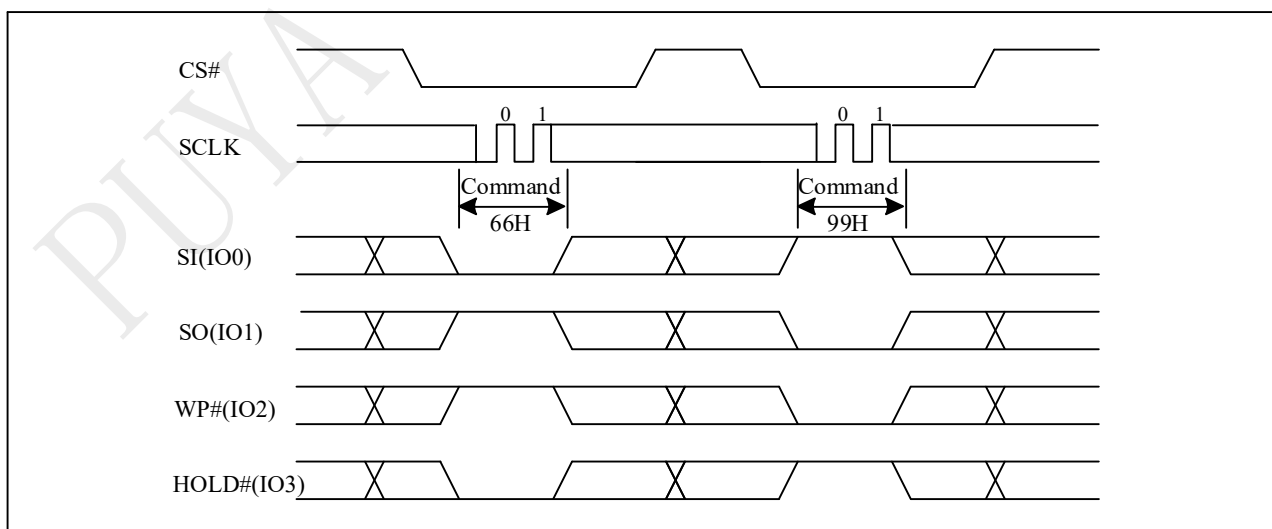 PUYA
CS#
0 1 0 1
SCLK
Command Command
66H 99H
SI(IO0)
SO(IO1)
WP#(IO2)
HOLD#(IO3)